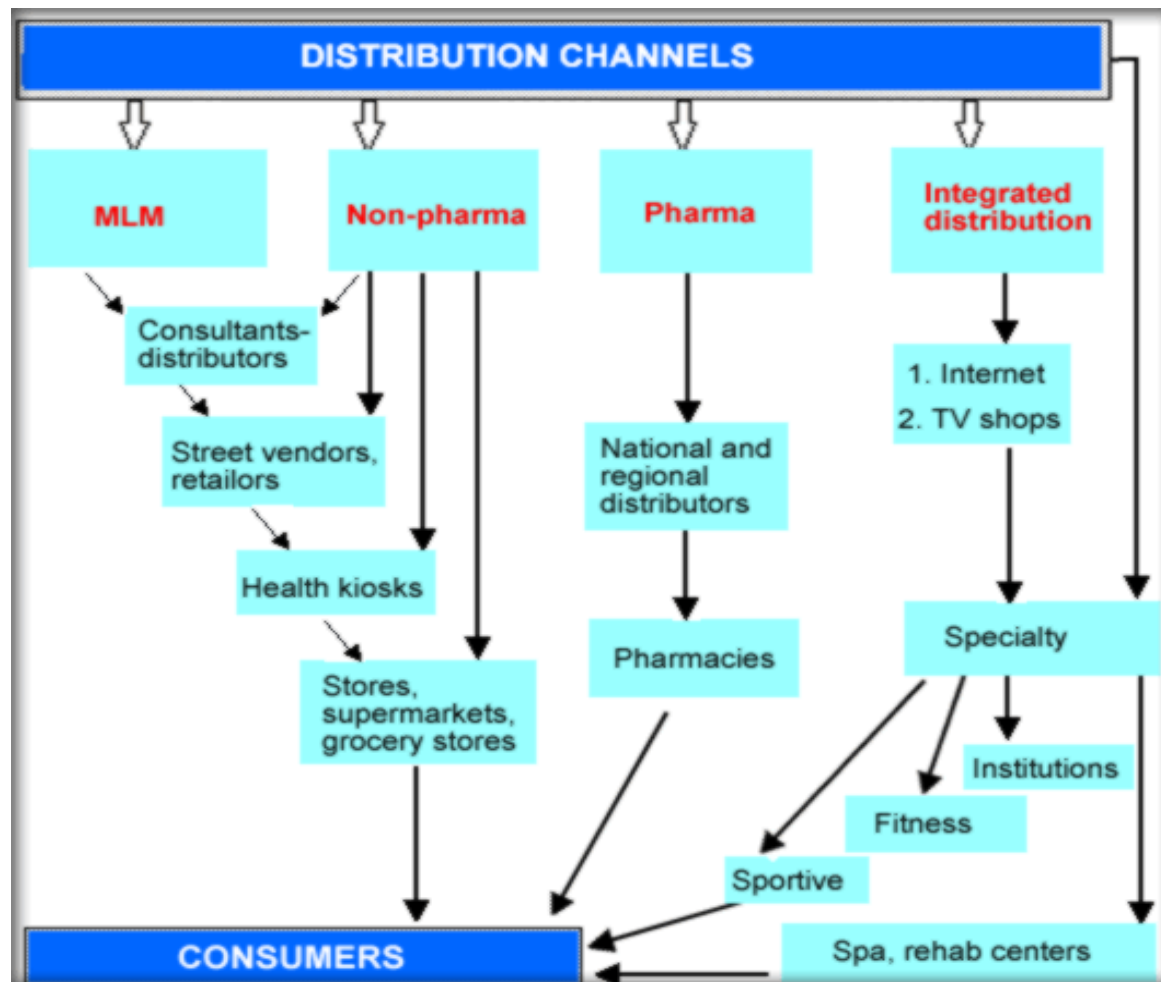 DISTRIBUTION CHANNELS
MLM
Non-pharma
Pharma
Integrated
distribution
Consultants-
distributors
1. Internet
2. TV shops
Street vendors,
retailors
National and
regional
distributors
Health kiosks
Specialty
Pharmacies
Stores,
supermarkets,
grocery stores
Institutions
Fitness
Sportive
CONSUMERS
Spa, rehab centers